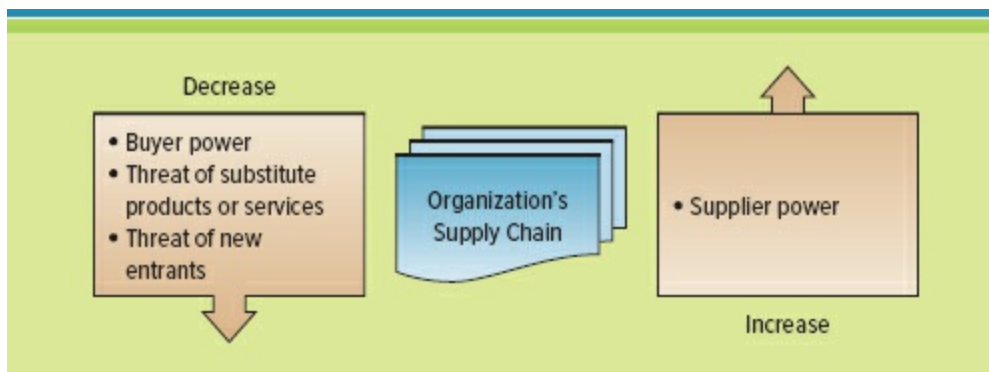 Decrease
• Buyer power
• Threat of substitute
products or services
• Threat of new
entrants
Organization's
Supply Chain
• Supplier power
Increase